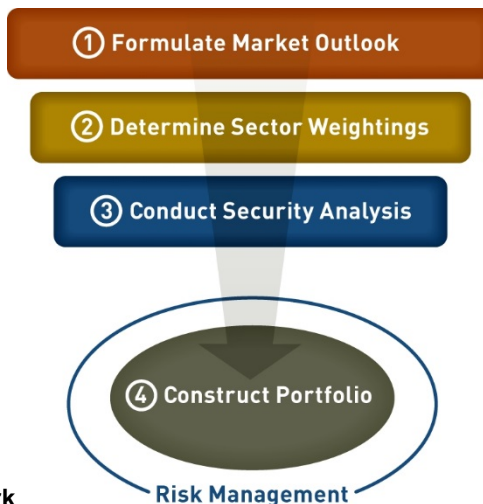 ① Formulate Market Outlook
② Determine Sector Weightings
③ Conduct Security Analysis
④ Construct Portfolio
Risk Management